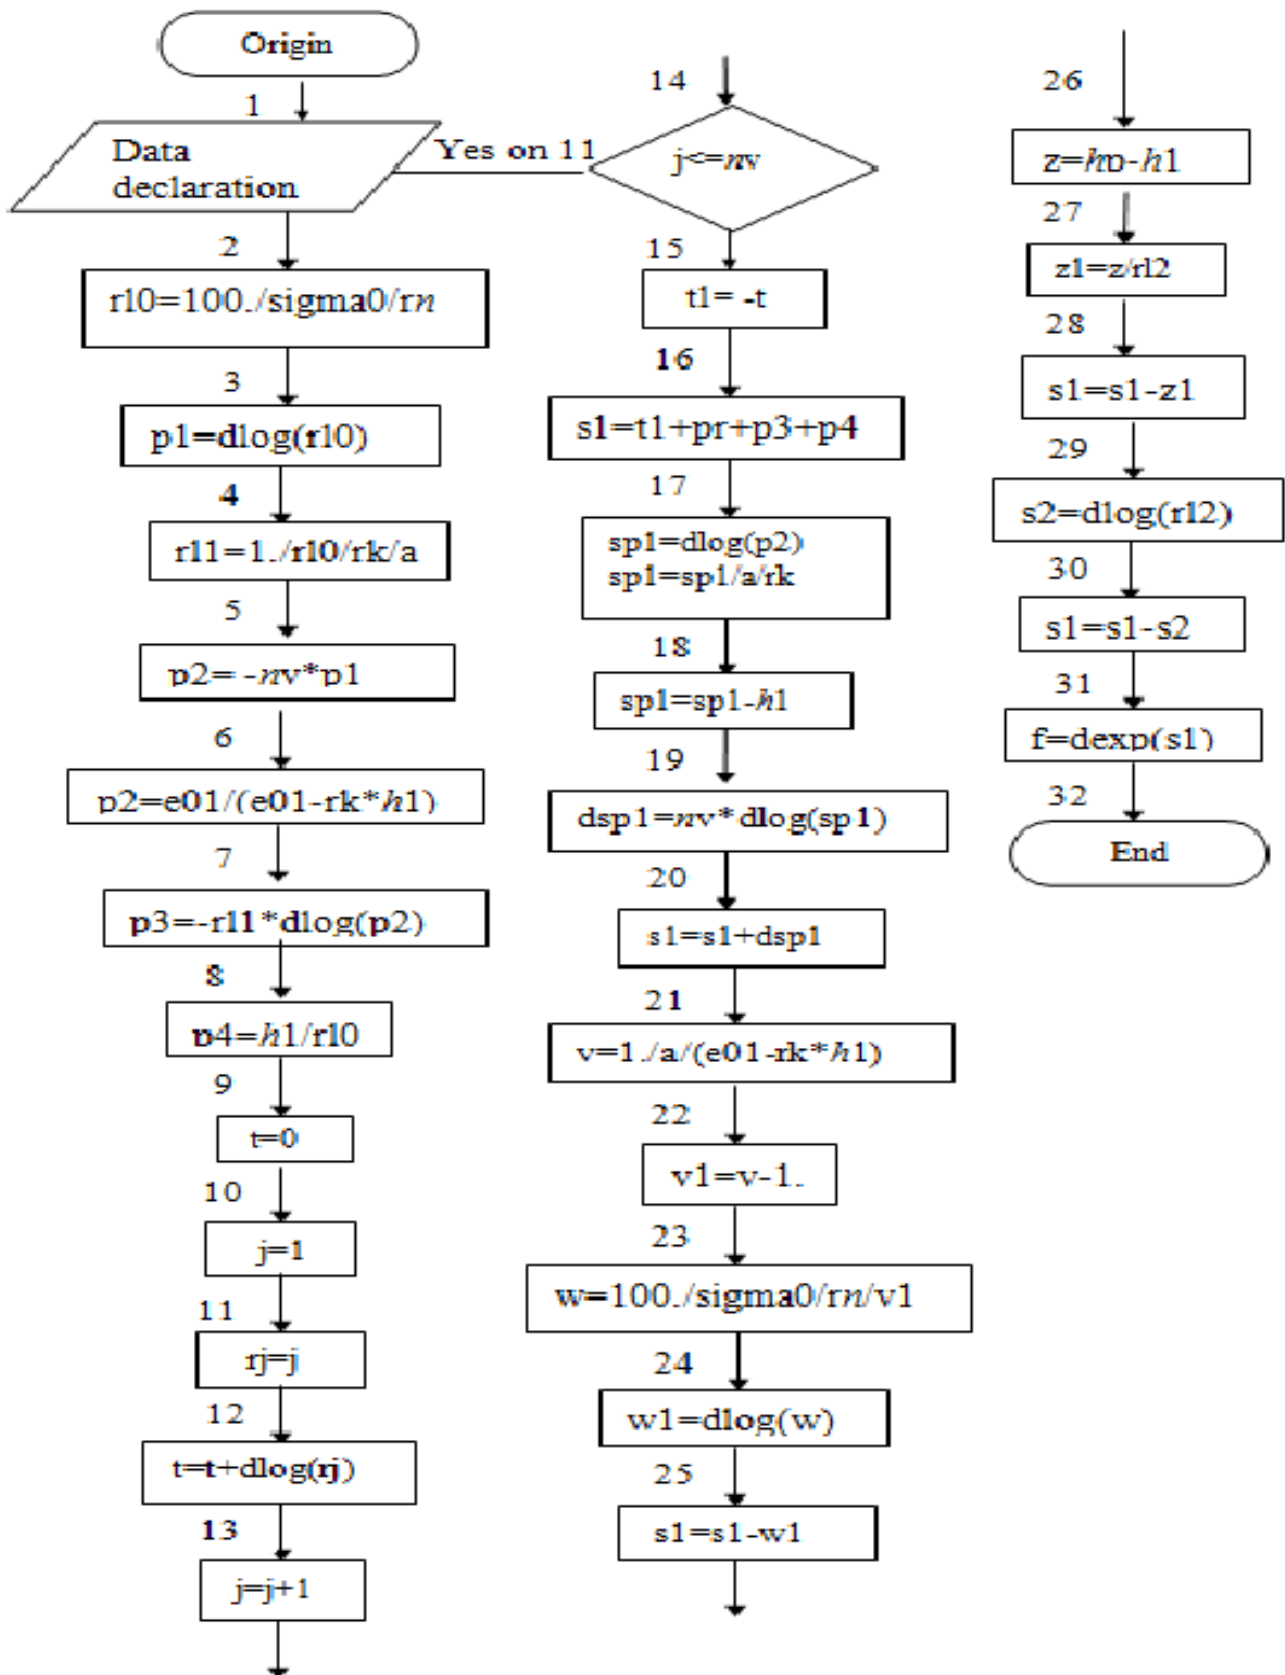 Origin
1
Data
declaration
2
rl0=100./sigma0/rn
3
p1=dlog(rl0)
4
rl1=1./rl0/rk/a
5
p2= -nv*p1
6
p2=e01/(e01-rk*h1)
7
p3=-rl1*dlog(p2)
8
p4=h1/rl0
9
t=0
10
j=1
11
rj=j
12
t=t+dlog(rj)
13
j=j+1
14
Yes on 11
j<=nv
15
t1= -t
16
s1=t1+pr+p3+p4
17
sp1=dlog(p2)
sp1=sp1/a/rk
18
sp1=sp1-h1
19
dsp1=nv*dlog(sp1)
20
s1=s1+dsp1
21
v=1./a/(e01-rk*h1)
22
v1=v-1.
23
w=100./sigma0/rn/v1
24
w1=dlog(w)
25
s1=s1-w1
26
z=hp-h1
27
z1=z/rl2
28
s1=s1-z1
29
s2=dlog(rl2)
30
s1=s1-s2
31
f=dexp(s1)
32
End